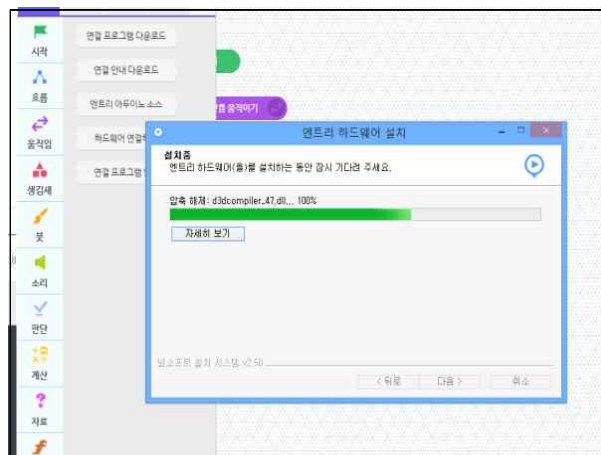 시작
흐름
움직임
생김새
붓
소리
판단
계산
자료
연결 프로그램 다운로드
연결 안내 다운로드
엔트리 아두이노 소스
하드웨어 연결
연결 프로그램
움직이기
엔트리 하드웨어 설치
설치중
엔트리 하드웨어(을)를 설치하는 동안 잠시 기다려 주세요.
압축 해제: d3dcompiler_47.dll... 100%
자세히 보기
널소프트 설치 시스템 v2.50
< 뒤로
다음 >
취소